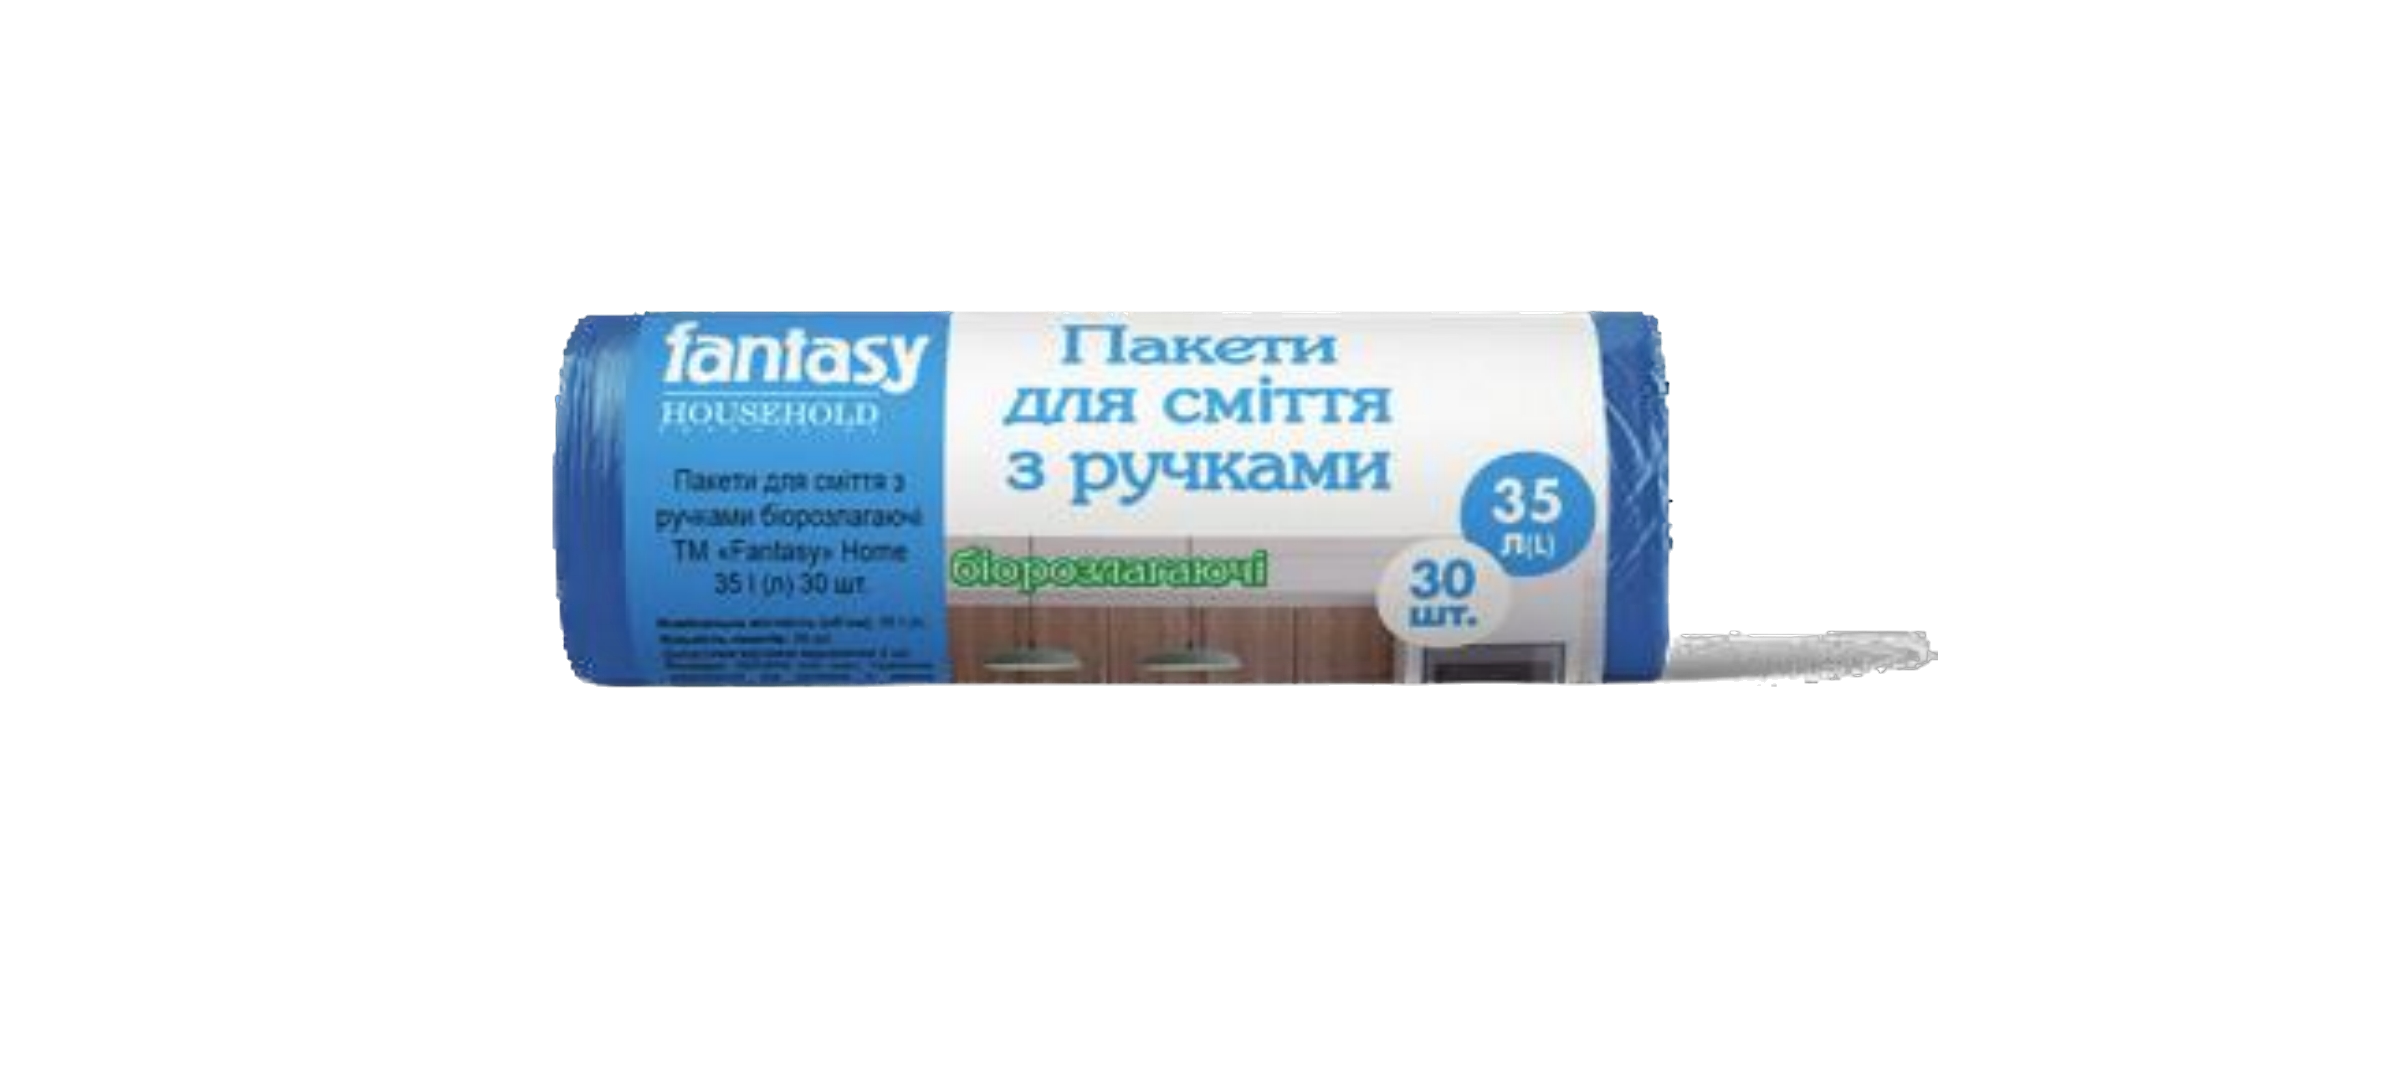 fantasy
HOUSEHOLD
Пакети для сміття з
ручками біорозлагаючі
ТМ «Fantasy» Home
35 l (л) 30 шт.
Пакети
для сміття
з ручками
біорозлагаючі
35
л(L)
30
шт.